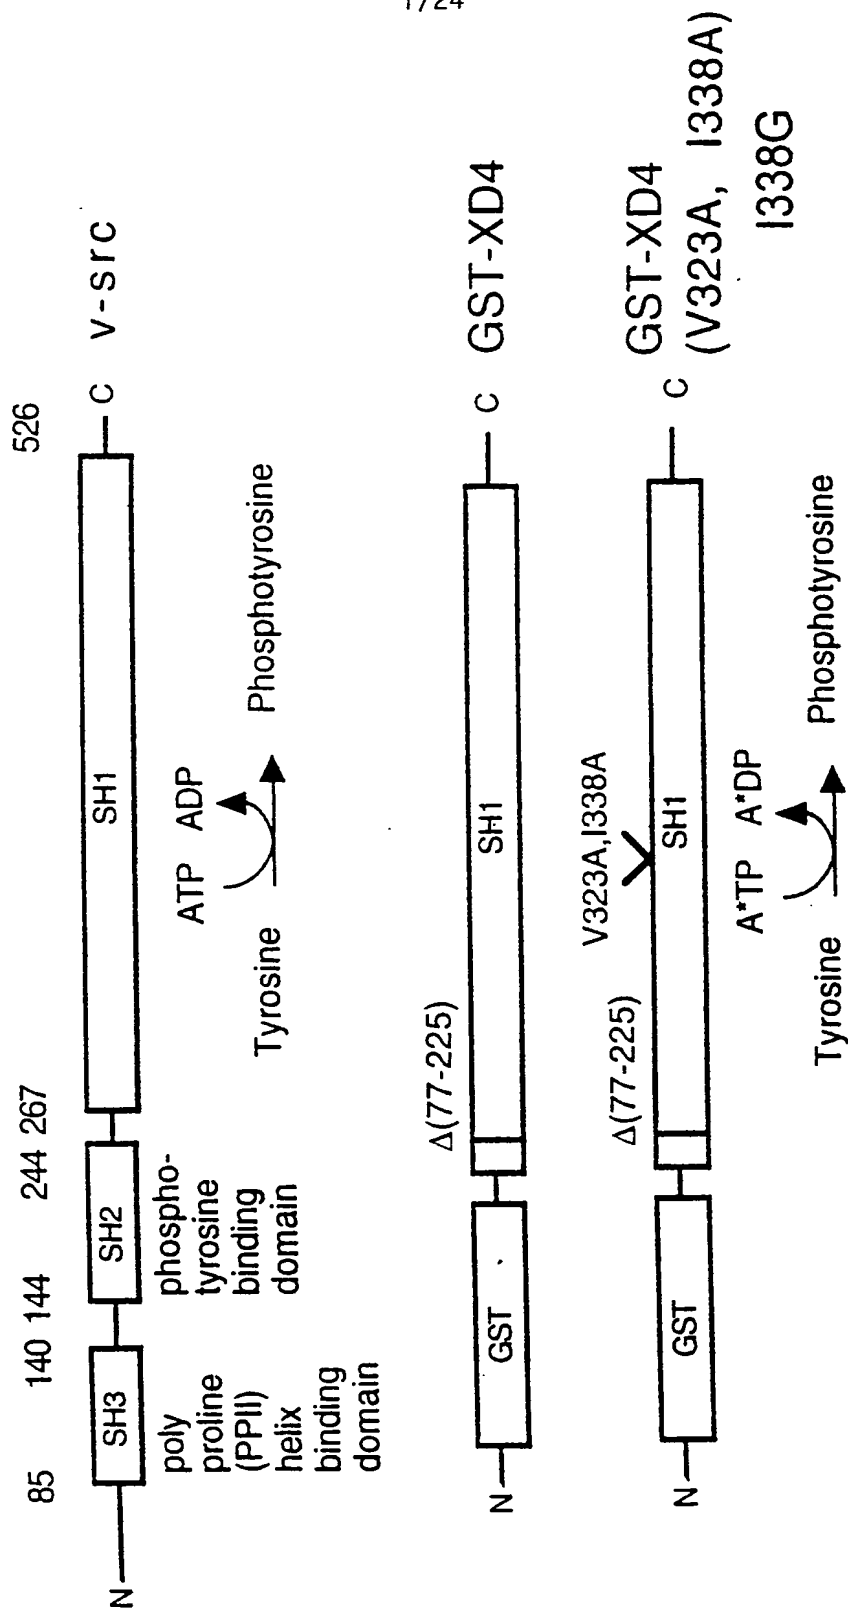 1/24
85 140 144 244 267 526
N SH3 SH2 SH1 C v-src
poly
proline
(PPII)
helix
binding
domain
phospho-
tyrosine
binding
domain
ATP ADP
Tyrosine Phosphotyrosine
Δ(77-225)
N GST SH1 C GST-XD4
Δ(77-225) V323A,I338A
N GST SH1 C GST-XD4
(V323A, I338A)
I338G
A*TP A*DP
Tyrosine Phosphotyrosine